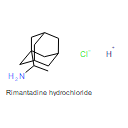 Cl⁻ H⁺
H₂N
Rimantadine hydrochloride